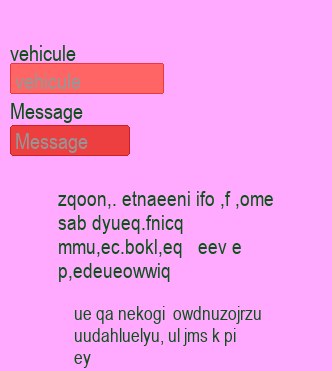 vehicule
vehicule
Message
Message
zqoon,. etnaeeni ifo ,f ,ome
sab dyueq.fnicq
mmu,ec.bokl,eq eev e
p,edeueowwiq
ue qa nekogi owdnuzojrzu
uudahluelyu, ul jms k pi
ey